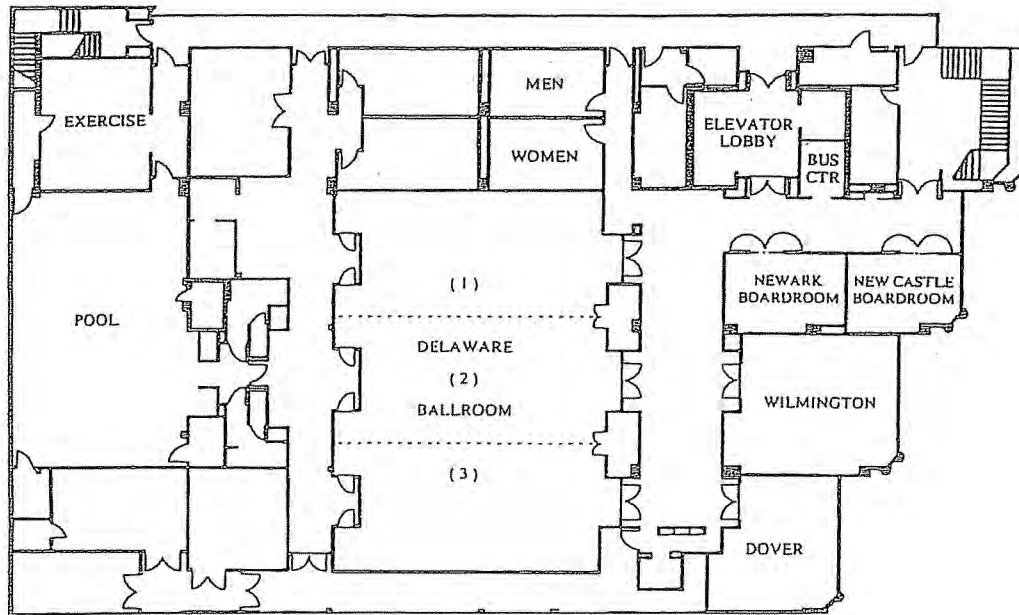 MEN
EXERCISE
ELEVATOR
LOBBY
WOMEN
BUS
CTR
(1)
NEWARK
BOARDROOM
NEW CASTLE
BOARDROOM
POOL
DELAWARE
(2)
BALLROOM
WILMINGTON
(3)
DOVER